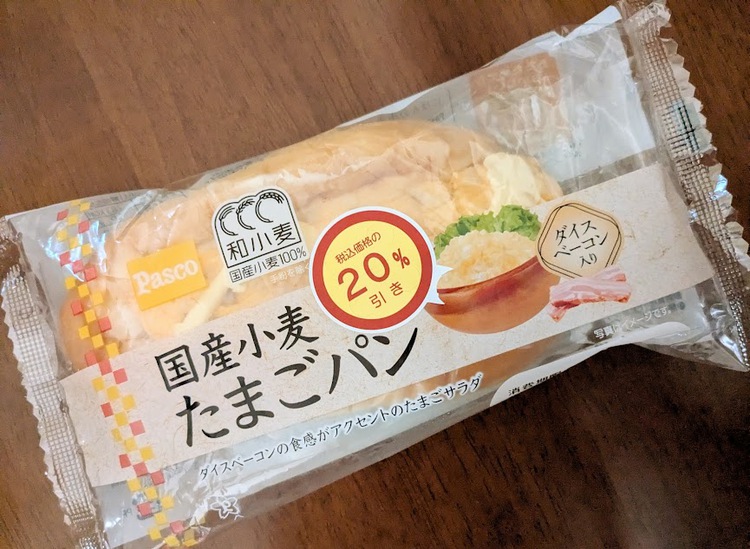 Pasco
和小麦
国産小麦100%
税込価格の
20%
引き
ダイス
ベーコン
入り
写真はイメージです。
国産小麦
たまごパン
ダイスベーコンの食感がアクセントのたまごサラダ
消費期限